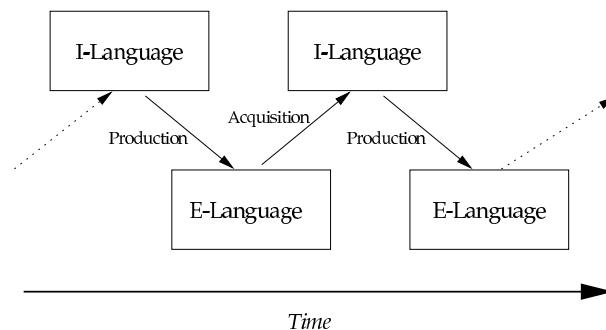 I-Language
I-Language
Acquisition
Production
Production
E-Language
E-Language
Time